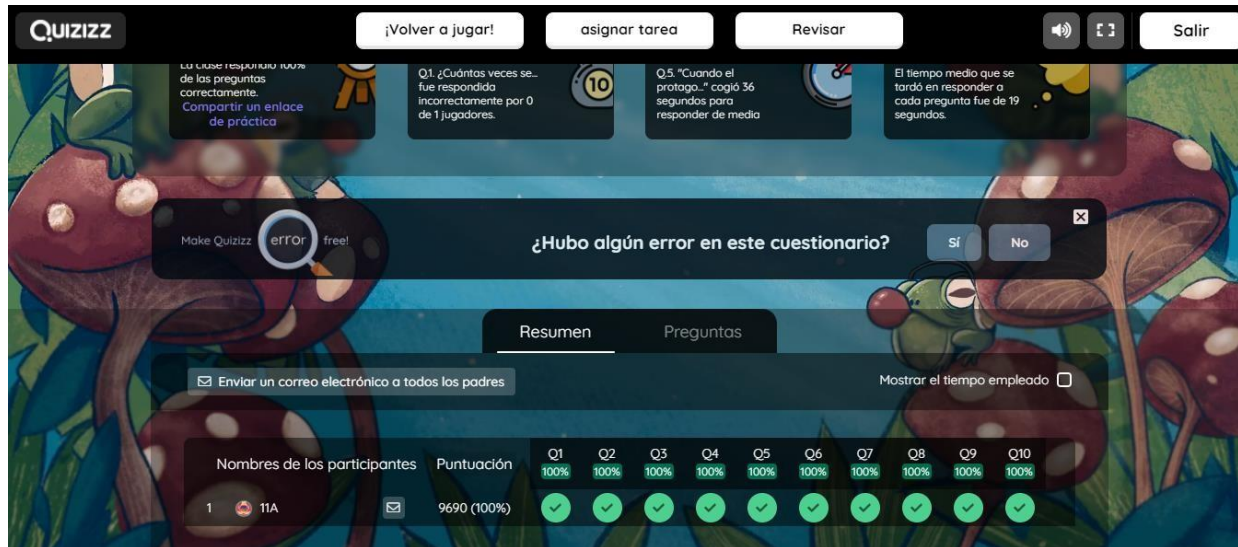 QUIZIZZ
¡Volver a jugar!
asignar tarea
Revisar
Salir
La clase respondió 100%
de las preguntas
correctamente.
Compartir un enlace
de práctica
Q.1. ¿Cuántas veces se...
fue respondida
incorrectamente por 0
de 1 jugadores.
10
Q.5. "Cuando el
protago..." cogió 36
segundos para
responder de media
El tiempo medio que se
tardó en responder a
cada pregunta fue de 19
segundos.
Make Quizizz error free!
¿Hubo algún error en este cuestionario?
Sí
No
Resumen
Preguntas
Enviar un correo electrónico a todos los padres
Mostrar el tiempo empleado
Nombres de los participantes Puntuación Q1 Q2 Q3 Q4 Q5 Q6 Q7 Q8 Q9 Q10
100% 100% 100% 100% 100% 100% 100% 100% 100% 100%
1 11A 9690 (100%)